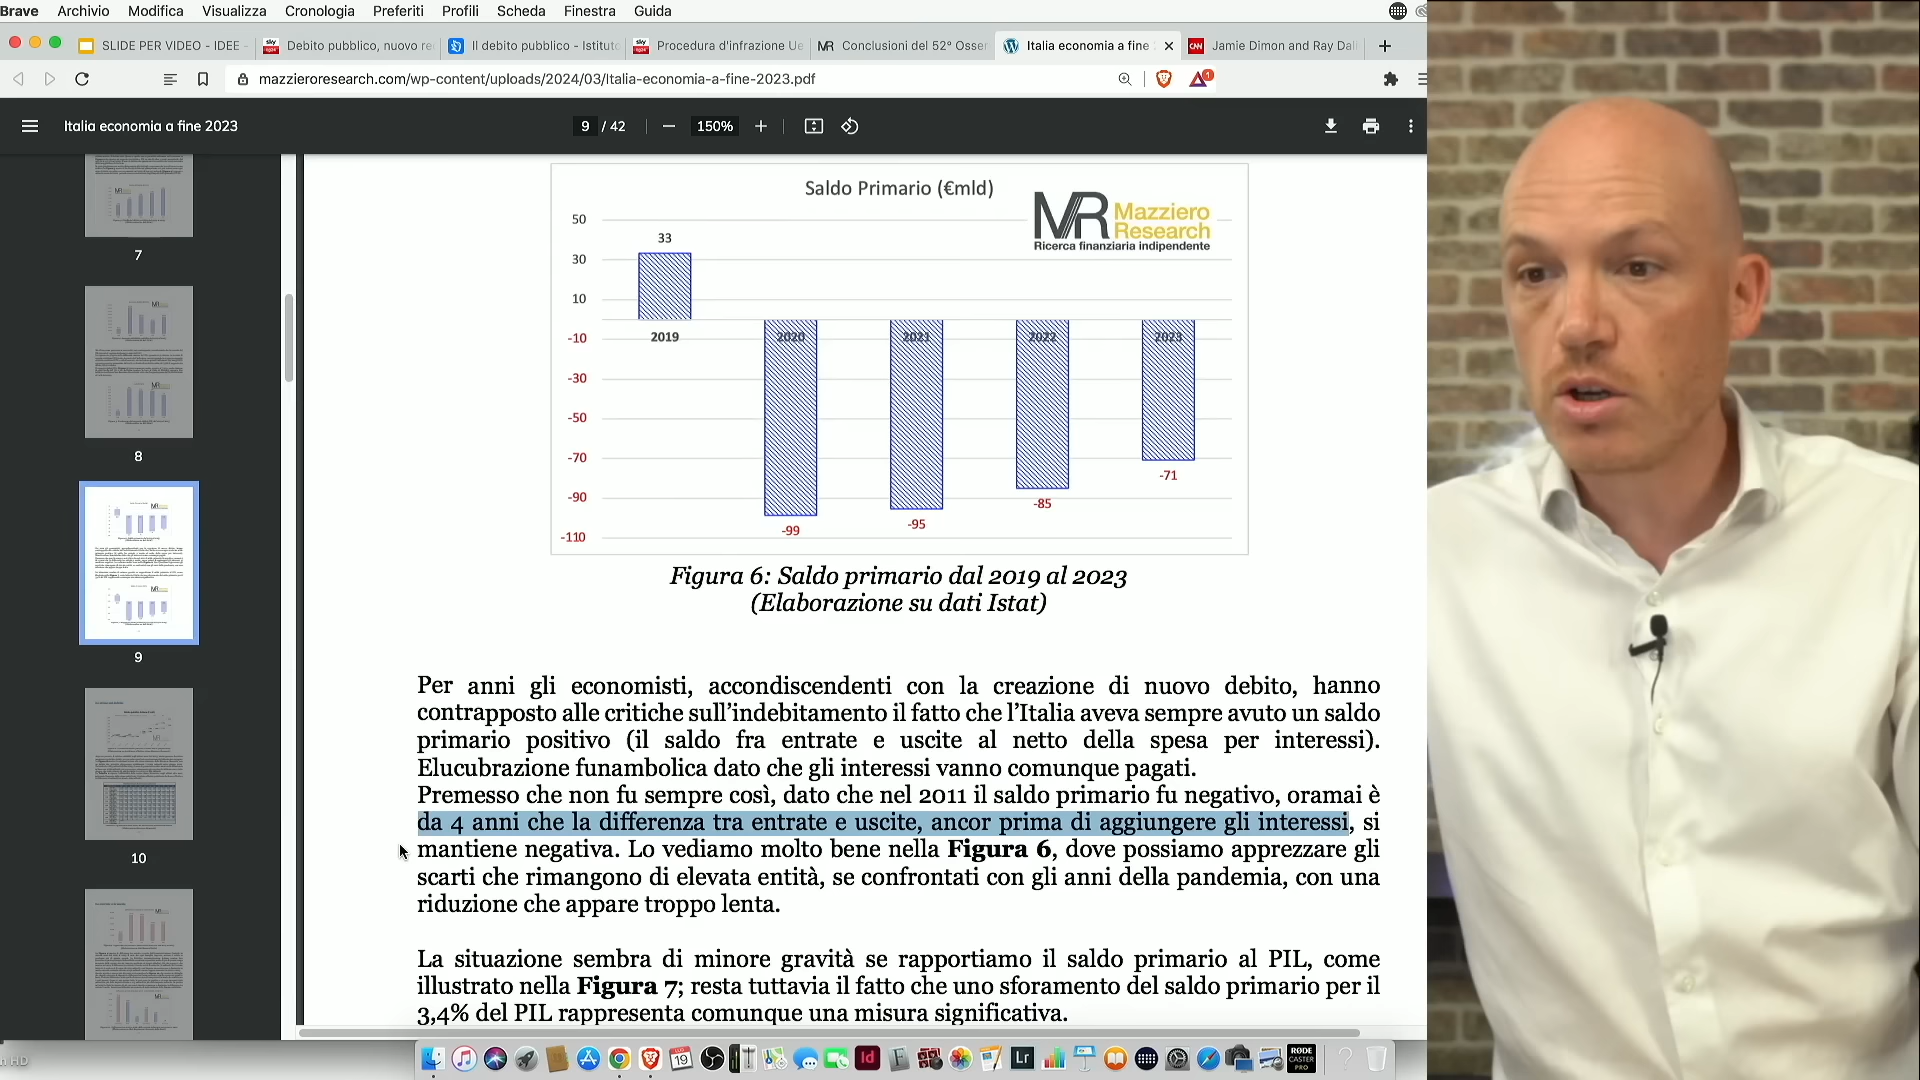 Brave Archivio Modifica Visualizza Cronologia Preferiti Profili Scheda Finestra Guida
SLIDE PER VIDEO - IDEE - Debito pubblico, nuovo re Il debito pubblico - Istitut Procedura d'infrazione Ue Conclusioni del 52° Osser Italia economia a fine Jamie Dimon and Ray Dali
mazzieroresearch.com/wp-content/uploads/2024/03/Italia-economia-a-fine-2023.pdf
1
Italia economia a fine 2023
9 / 42
150%
7
8
9
10
Saldo Primario (€mld)
MR Mazziero Research
Ricerca finanziaria indipendente
50
30
10
-10
-30
-50
-70
-90
-110
33
2019
2020
2021
2022
2023
-99
-95
-85
-71
Figura 6: Saldo primario dal 2019 al 2023
(Elaborazione su dati Istat)
Per anni gli economisti, accondiscendenti con la creazione di nuovo debito, hanno
contrapposto alle critiche sull'indebitamento il fatto che l'Italia aveva sempre avuto un saldo
primario positivo (il saldo fra entrate e uscite al netto della spesa per interessi).
Elucubrazione funambolica dato che gli interessi vanno comunque pagati.
Premesso che non fu sempre così, dato che nel 2011 il saldo primario fu negativo, oramai è
da 4 anni che la differenza tra entrate e uscite, ancor prima di aggiungere gli interessi, si
mantiene negativa. Lo vediamo molto bene nella Figura 6, dove possiamo apprezzare gli
scarti che rimangono di elevata entità, se confrontati con gli anni della pandemia, con una
riduzione che appare troppo lenta.
La situazione sembra di minore gravità se rapportiamo il saldo primario al PIL, come
illustrato nella Figura 7; resta tuttavia il fatto che uno sforamento del saldo primario per il
3,4% del PIL rappresenta comunque una misura significativa.
HD
19
Id
Lr
RØDE
CASTER
PRO